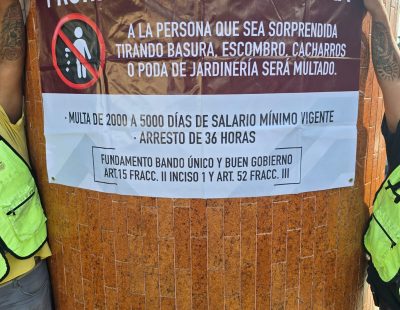 A LA PERSONA QUE SEA SORPRENDIDA
TIRANDO BASURA, ESCOMBRO, CACHARROS
O PODA DE JARDINERÍA SERÁ MULTADO.
· MULTA DE 2000 A 5000 DÍAS DE SALARIO MÍNIMO VIGENTE
· ARRESTO DE 36 HORAS
FUNDAMENTO BANDO ÚNICO Y BUEN GOBIERNO
ART.15 FRACC. II INCISO 1 Y ART. 52 FRACC. III